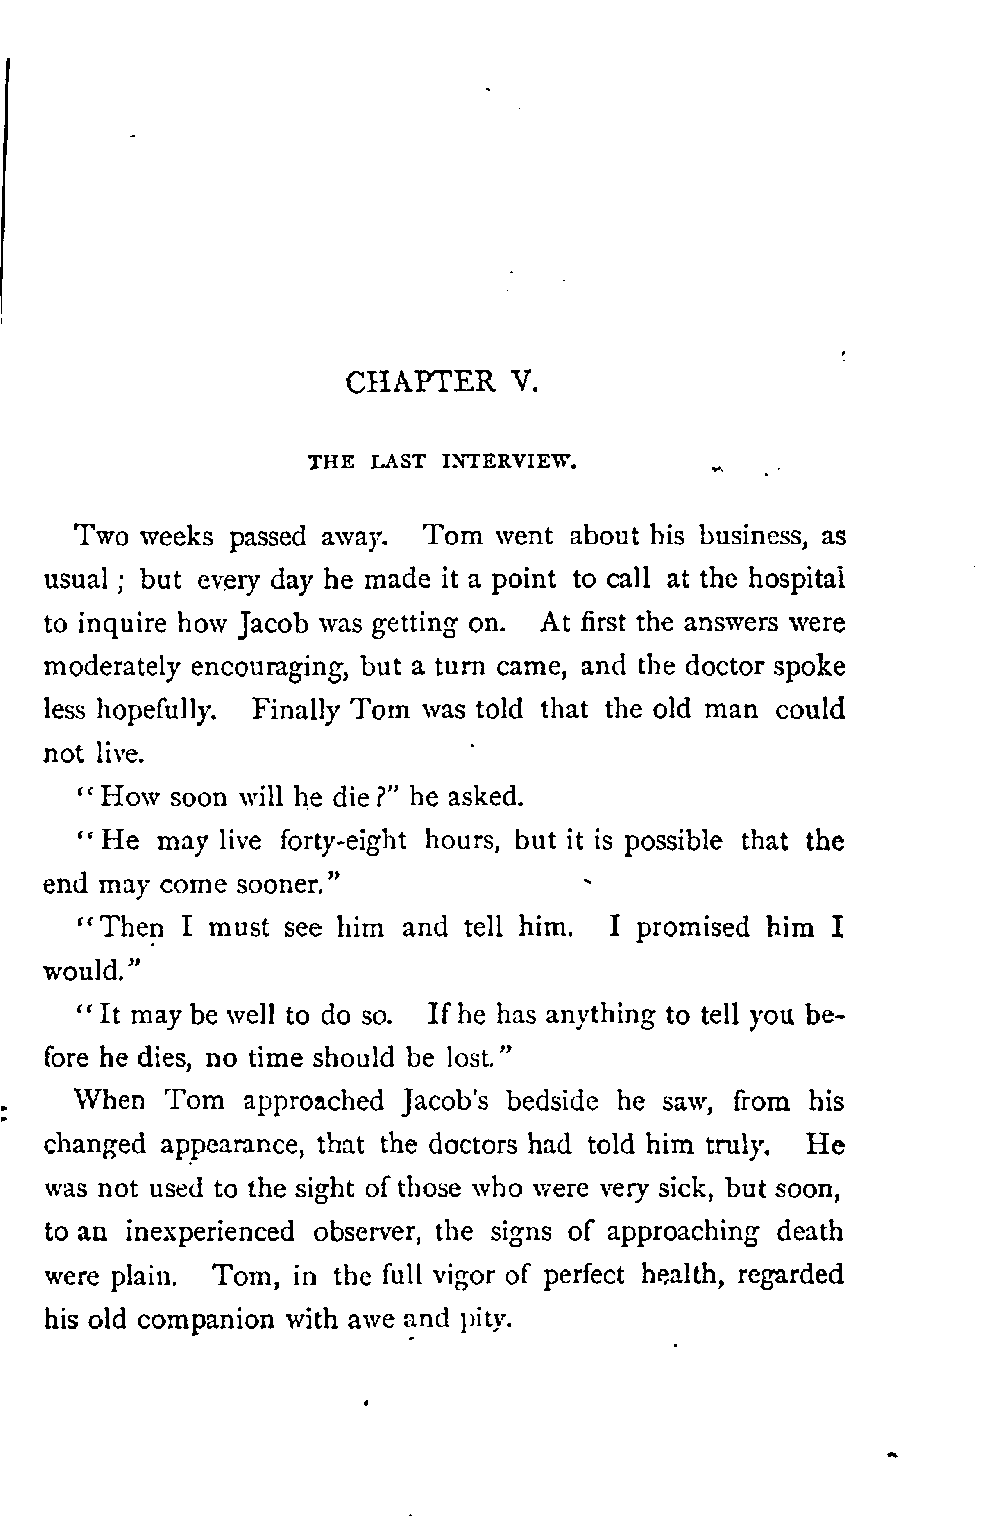 CHAPTER V.
THE LAST INTERVIEW.
Two weeks passed away. Tom went about his business, as
usual ; but every day he made it a point to call at the hospital
to inquire how Jacob was getting on. At first the answers were
moderately encouraging, but a turn came, and the doctor spoke
less hopefully. Finally Tom was told that the old man could
not live.
"How soon will he die?" he asked.
"He may live forty-eight hours, but it is possible that the
end may come sooner."
"Then I must see him and tell him. I promised him I
would."
"It may be well to do so. If he has anything to tell you be-
fore he dies, no time should be lost."
When Tom approached Jacob's bedside he saw, from his
changed appearance, that the doctors had told him truly. He
was not used to the sight of those who were very sick, but soon,
to an inexperienced observer, the signs of approaching death
were plain. Tom, in the full vigor of perfect health, regarded
his old companion with awe and pity.